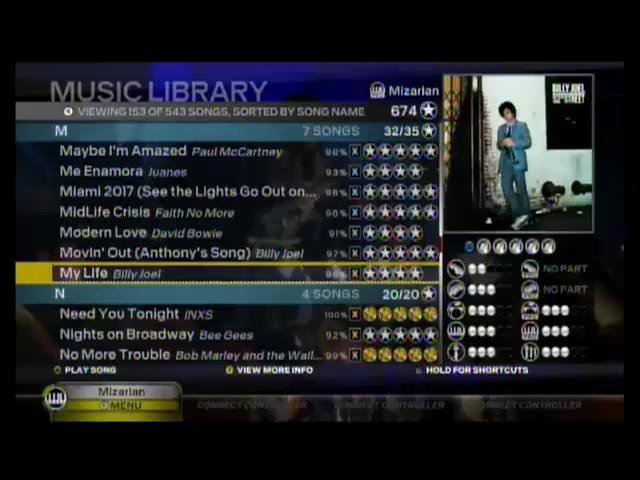 MUSIC LIBRARY
Mizarian
VIEWING 153 OF 543 SONGS, SORTED BY SONG NAME 674
M 7 SONGS 32/35
Maybe I'm Amazed Paul McCartney 98%
Me Enamora Juanes 93%
Miami 2017 (See the Lights Go Out on... 98%
MidLife Crisis Faith No More
Modern Love David Bowie 91%
Movin' Out (Anthony's Song) Billy Joel 97%
My Life Billy Joel
N 4 SONGS 20/20
Need You Tonight INXS 100%
Nights on Broadway Bee Gees 92%
No More Trouble Bob Marley and the Wall... 99%
BILLY JOEL
STREET
NO PART
NO PART
PLAY SONG VIEW MORE INFO HOLD FOR SHORTCUTS
Mizarian
MENU
CONNECT CONTROLLER CONNECT CONTROLLER CONNECT CONTROLLER